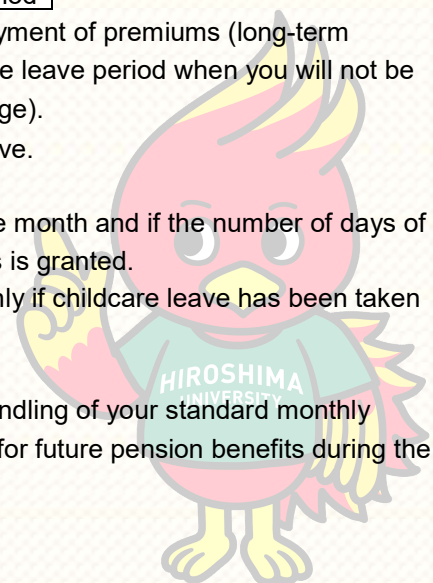 yment of premiums (long-term
e leave period when you will not be
ge).
ve.
e month and if the number of days of
s is granted.
nly if childcare leave has been taken
HIROSHIMA
UNIVERSITY
ndling of your standard monthly
for future pension benefits during the